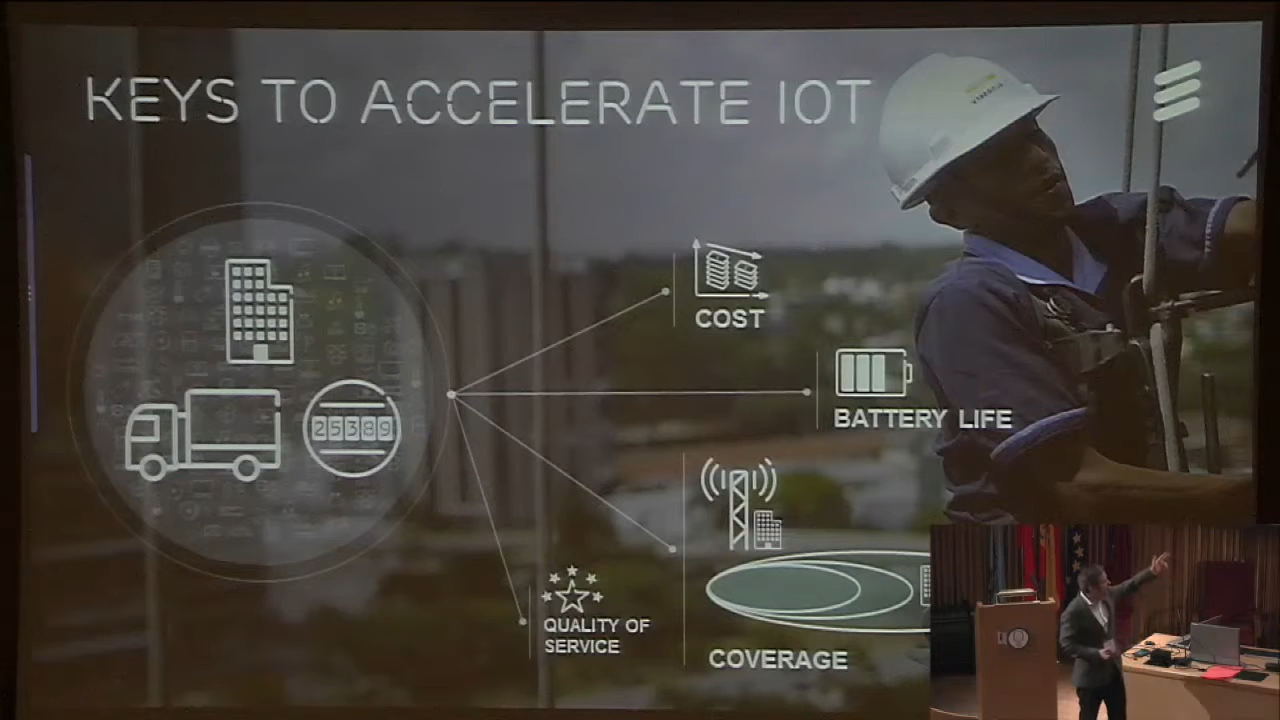 KEYS TO ACCELERATE IOT
COST
BATTERY LIFE
25389
QUALITY OF
SERVICE
COVERAGE